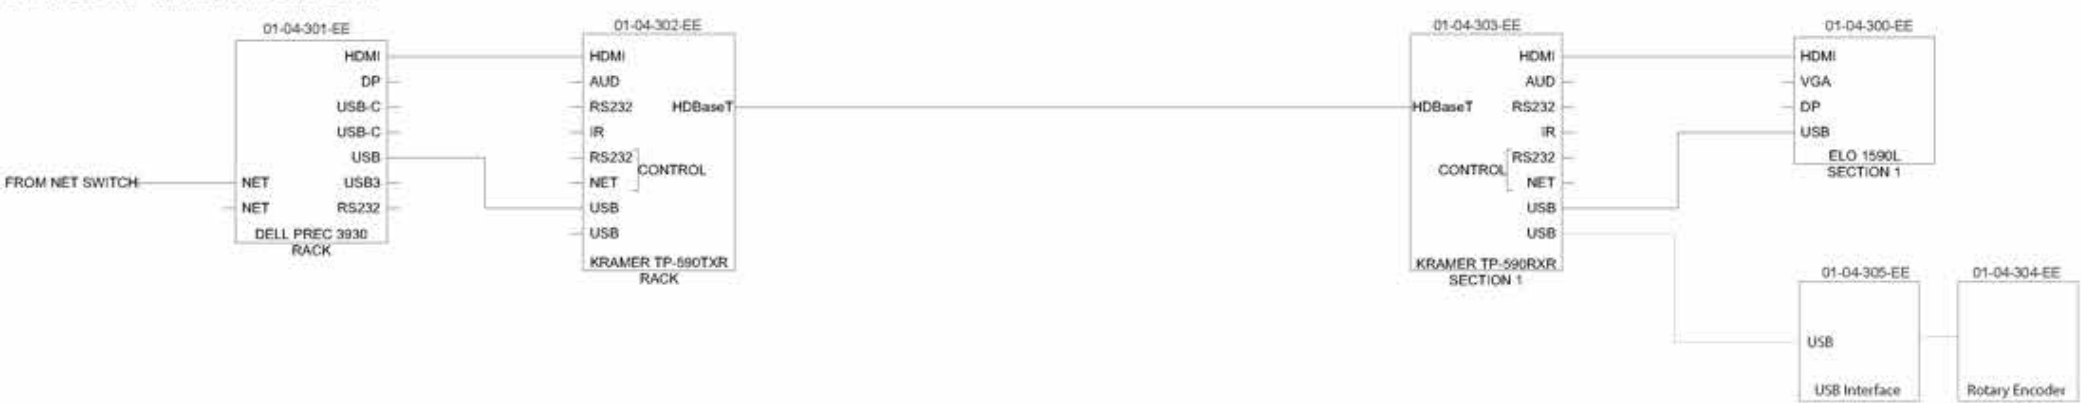 01-04-301-EE
HDMI
DP
USB-C
USB-C
USB
NET
USB3
NET
RS232
DELL PREC 3930
RACK
FROM NET SWITCH
01-04-302-EE
HDMI
AUD
RS232
HDBaseT
IR
RS232
CONTROL
NET
USB
USB
KRAMER TP-590TXR
RACK
01-04-303-EE
HDMI
AUD
HDBaseT
RS232
IR
RS232
CONTROL
NET
USB
USB
KRAMER TP-590RXR
SECTION 1
01-04-300-EE
HDMI
VGA
DP
USB
ELO 1590L
SECTION 1
01-04-305-EE
USB
USB Interface
01-04-304-EE
Rotary Encoder